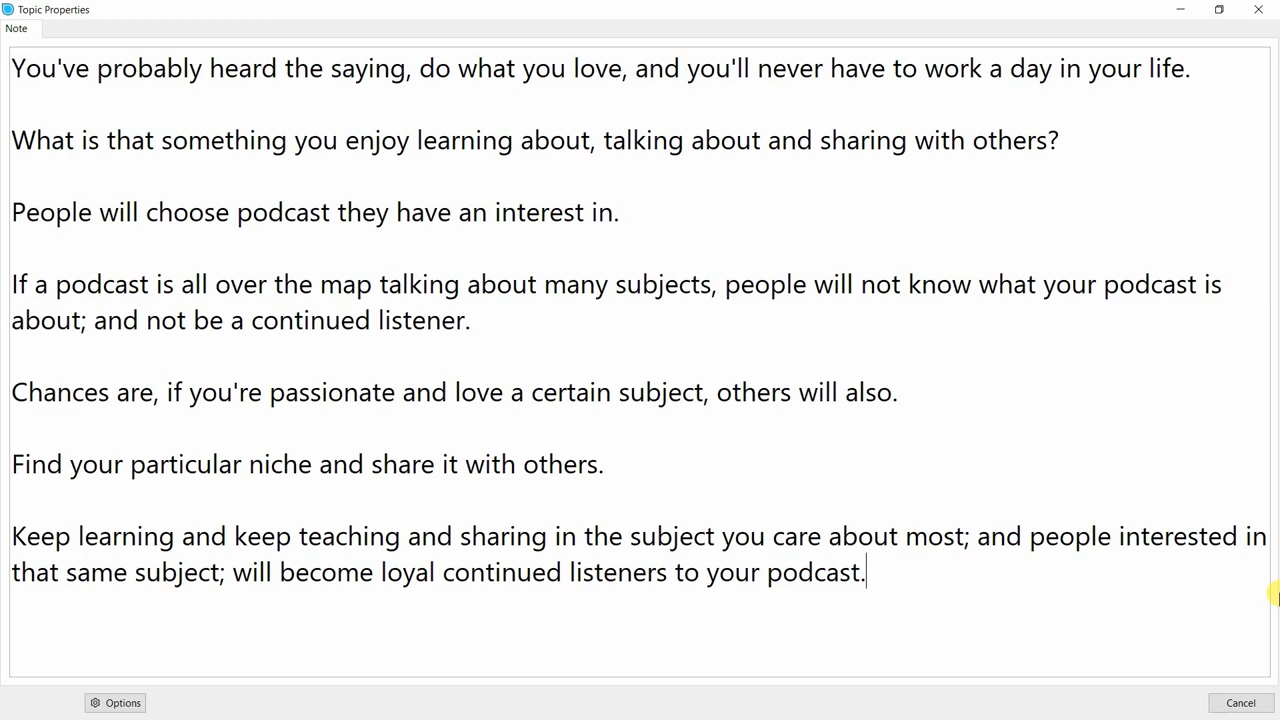 Topic Properties
Note
You've probably heard the saying, do what you love, and you'll never have to work a day in your life.
What is that something you enjoy learning about, talking about and sharing with others?
People will choose podcast they have an interest in.
If a podcast is all over the map talking about many subjects, people will not know what your podcast is
about; and not be a continued listener.
Chances are, if you're passionate and love a certain subject, others will also.
Find your particular niche and share it with others.
Keep learning and keep teaching and sharing in the subject you care about most; and people interested in
that same subject; will become loyal continued listeners to your podcast.
Options
Cancel